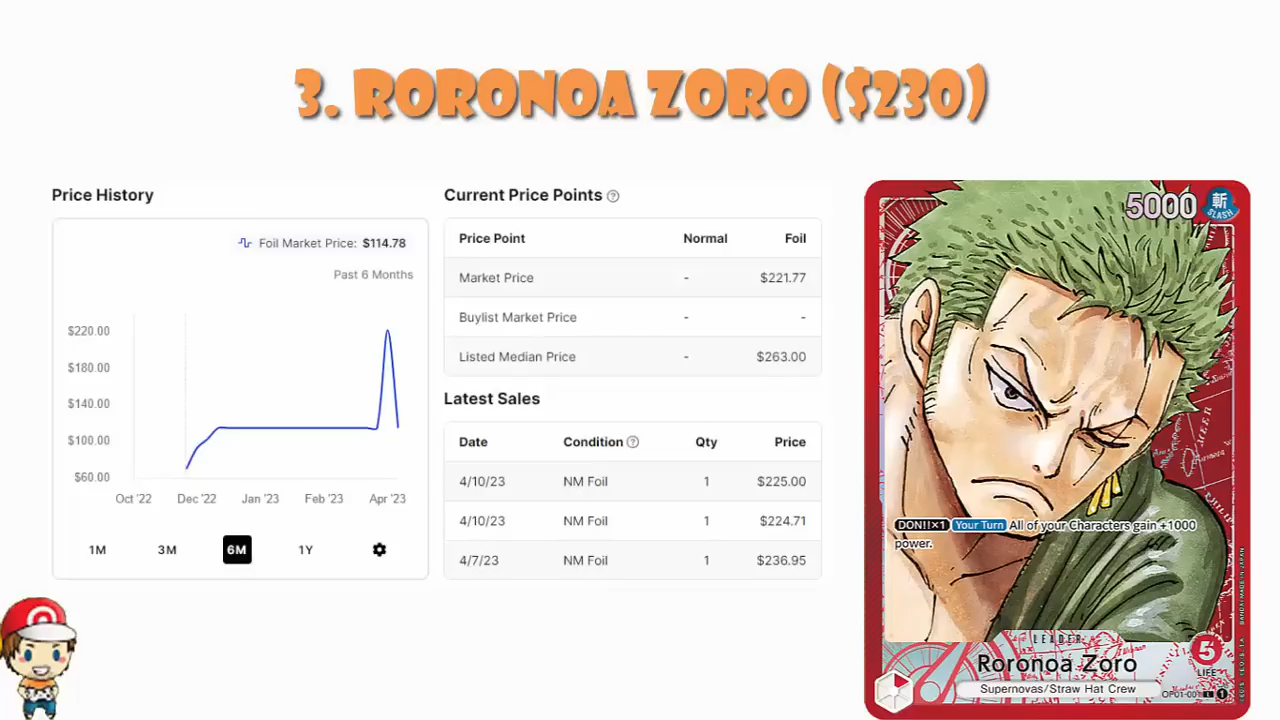 3. RORONOA ZORO ($230)
Price History
Foil Market Price: $114.78
Past 6 Months
$220.00
$180.00
$140.00
$100.00
$60.00
Oct '22 Dec '22 Jan '23 Feb '23 Apr '23
1M 3M 6M 1Y
Current Price Points ?
Price Point Normal Foil
Market Price - $221.77
Buylist Market Price - -
Listed Median Price - $263.00
Latest Sales
Date Condition ? Qty Price
4/10/23 NM Foil 1 $225.00
4/10/23 NM Foil 1 $224.71
4/7/23 NM Foil 1 $236.95
5000 斬
SLASH
DON!!×1 Your Turn All of your Characters gain +1000
power.
LEADER
Roronoa Zoro
5
LIFE
Supernovas/Straw Hat Crew
OP01-001 L 1